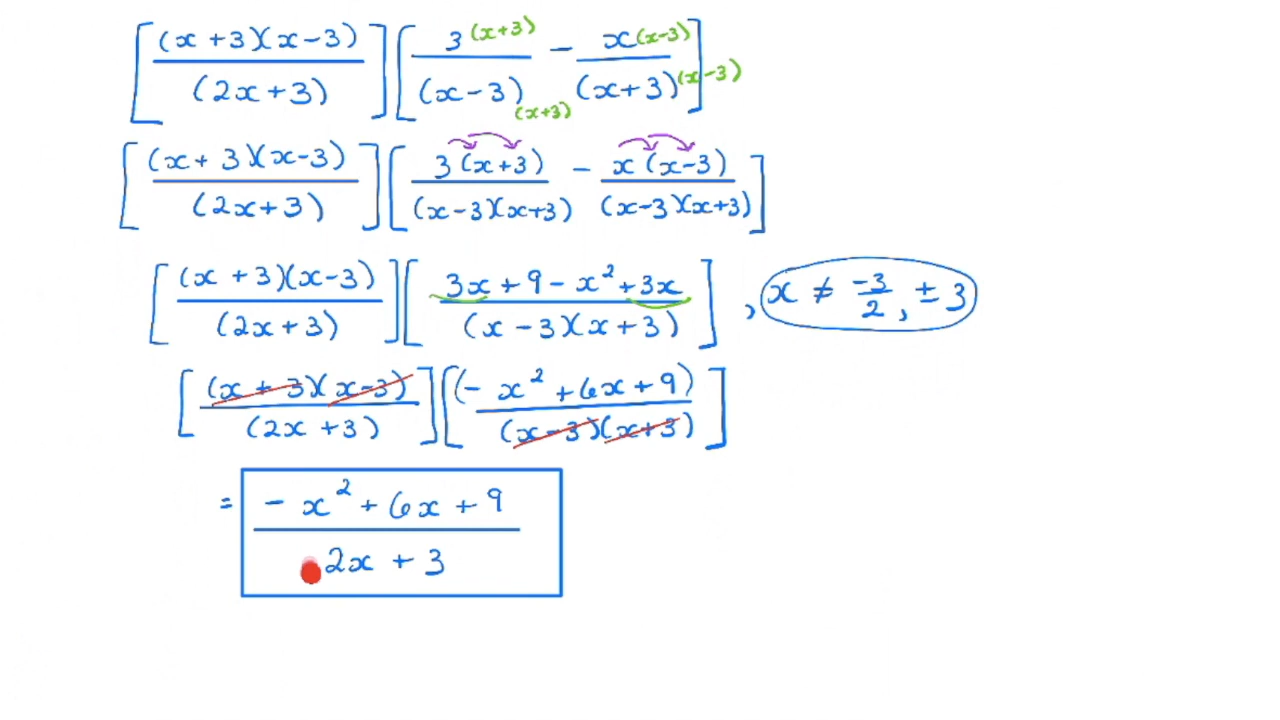 [(x+3)(x-3)/(2x+3)][3(x+3)/(x-3)(x+3) - x(x-3)/(x+3)(x-3)]
[(x+3)(x-3)/(2x+3)][3(x+3)/(x-3)(x+3) - x(x-3)/(x-3)(x+3)]
[(x+3)(x-3)/(2x+3)][3x+9-x²+3x/(x-3)(x+3)], x ≠ -3/2, ±3
[(x+3)(x-3)/(2x+3)][(-x²+6x+9)/(x-3)(x+3)]
= -x²+6x+9/2x+3